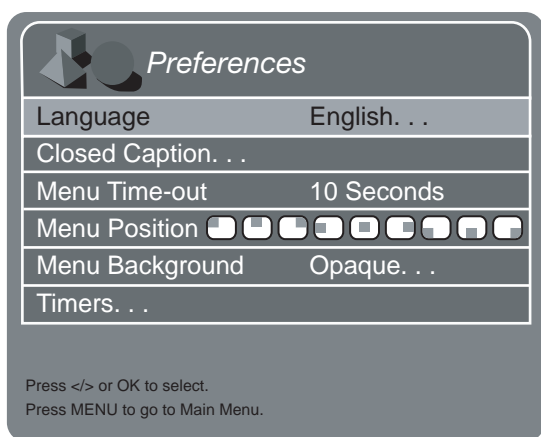 Preferences
Language English. . .
Closed Caption. . .
Menu Time-out 10 Seconds
Menu Position
Menu Background Opaque. . .
Timers. . .
Press </> or OK to select.
Press MENU to go to Main Menu.